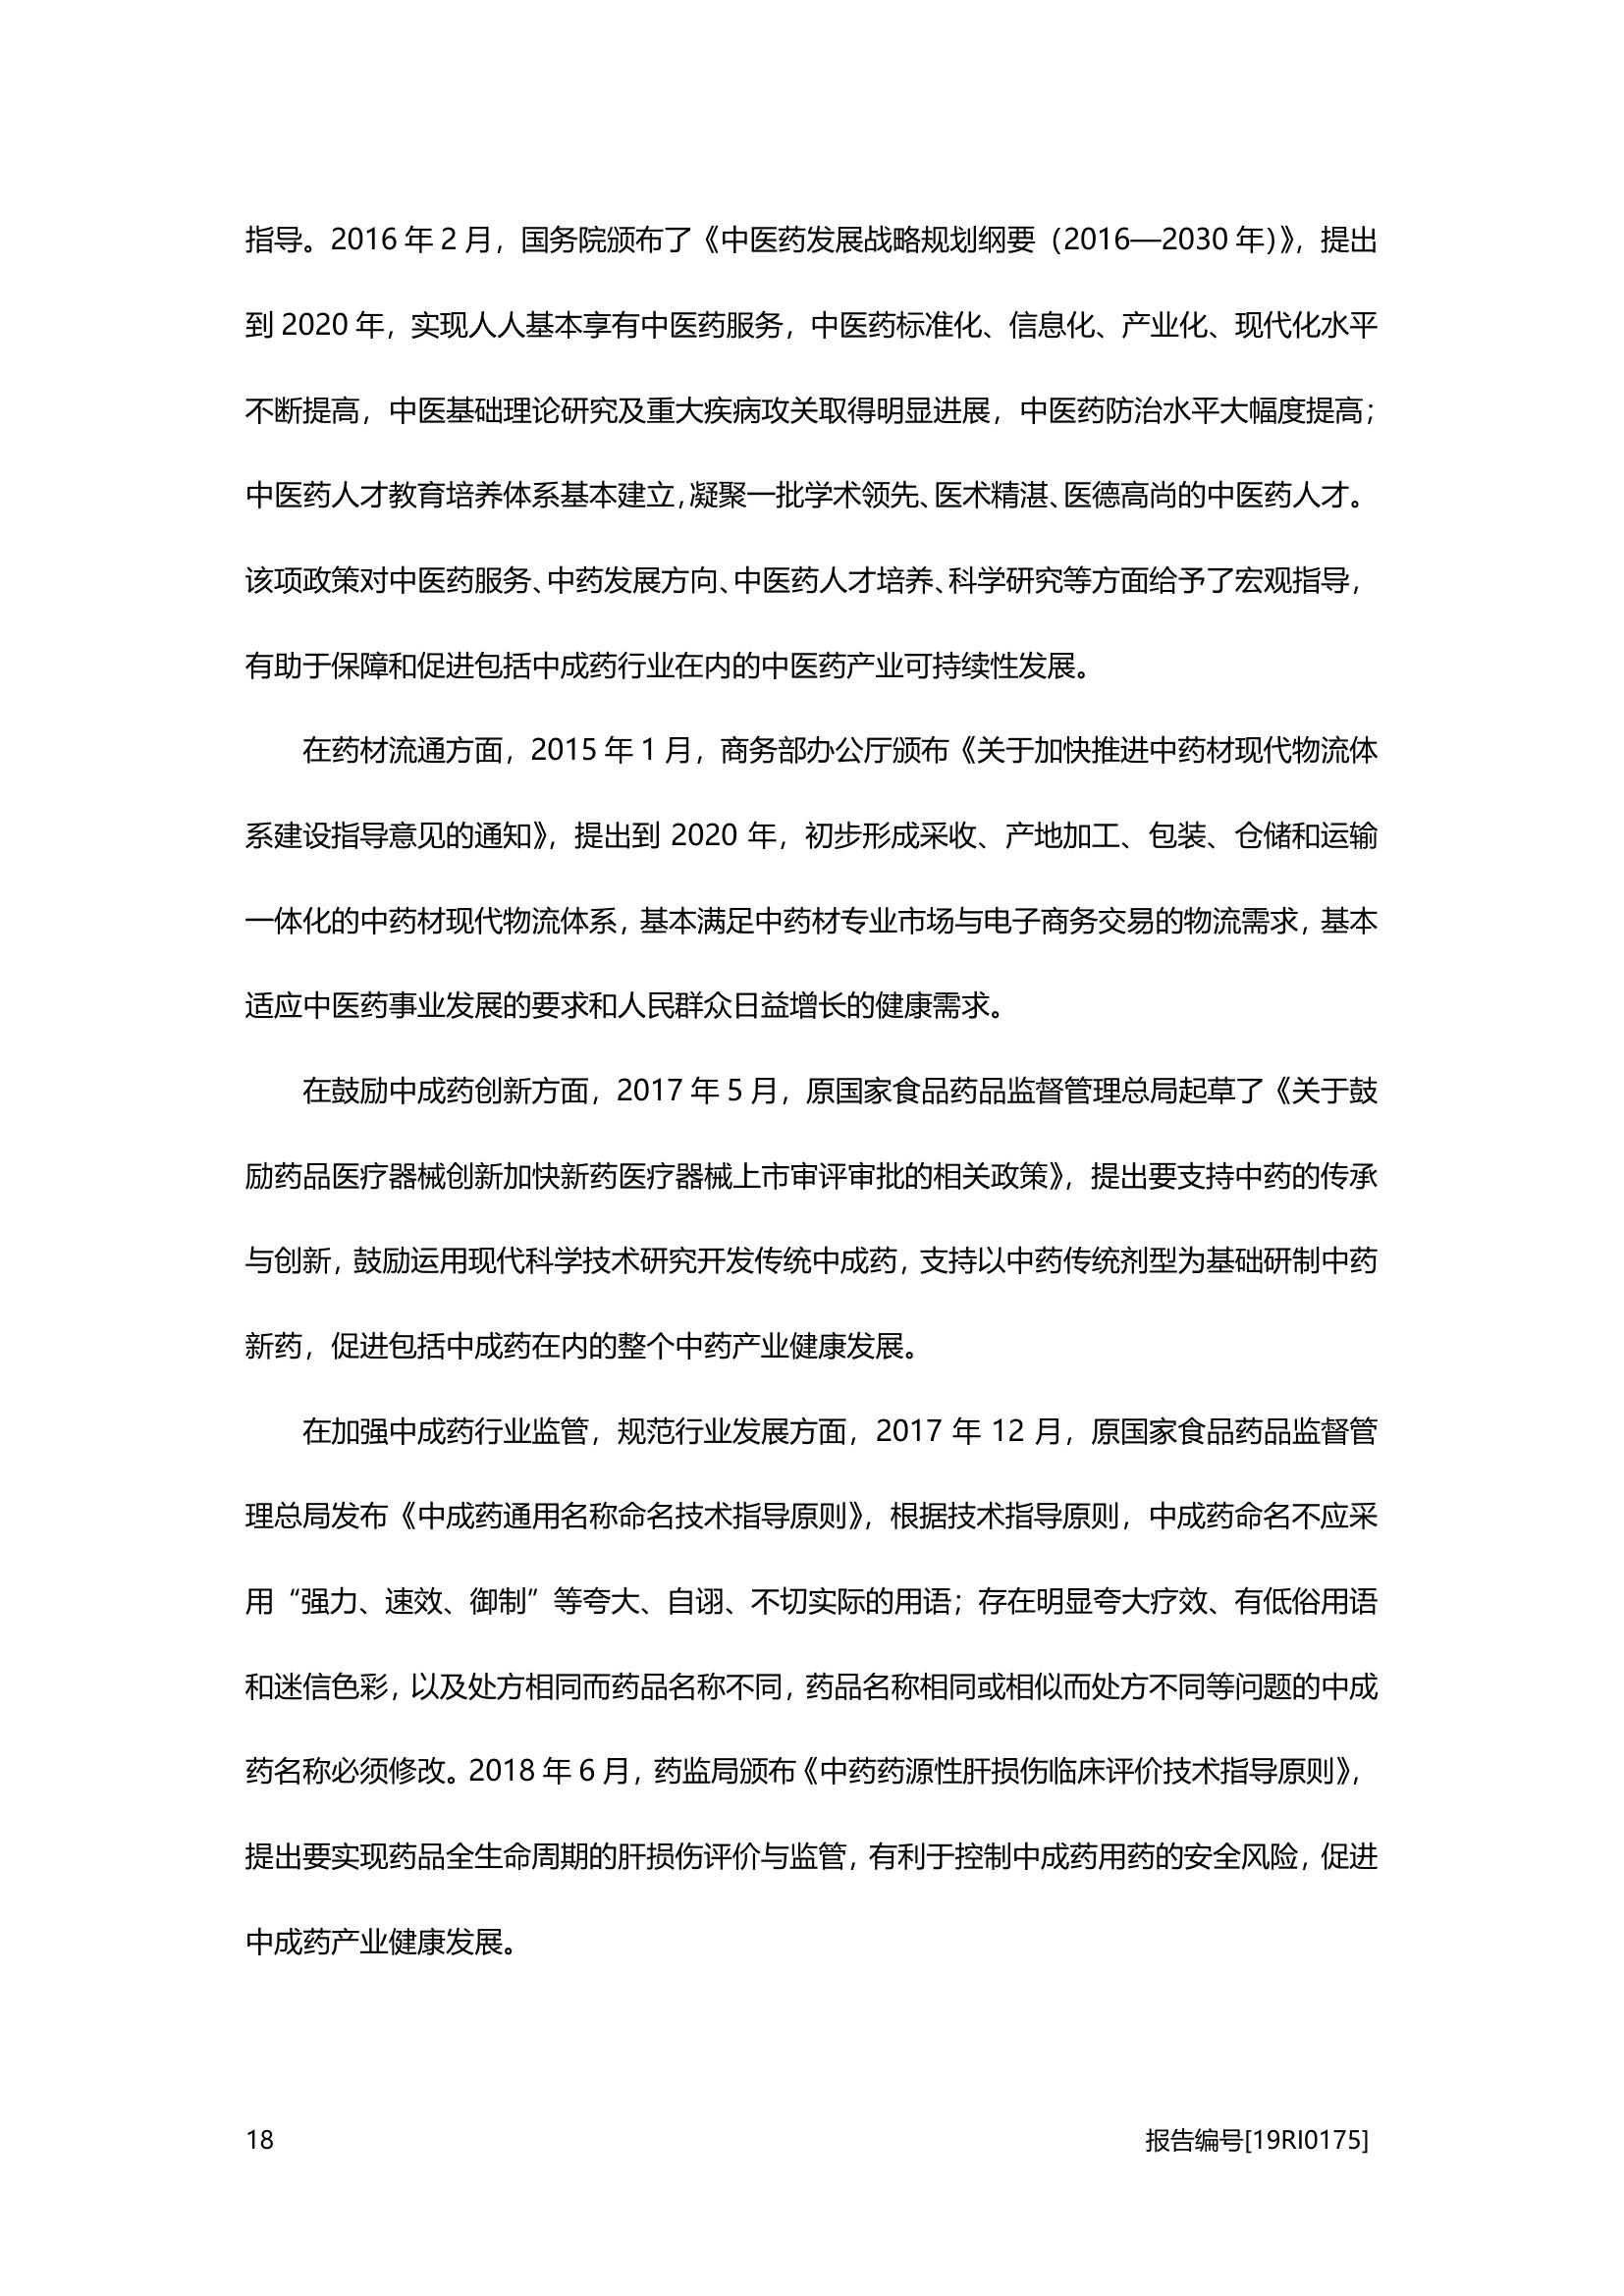 指导。2016 年 2 月，国务院颁布了《中医药发展战略规划纲要（2016—2030 年）》，提出
到 2020 年，实现人人基本享有中医药服务，中医药标准化、信息化、产业化、现代化水平
不断提高，中医基础理论研究及重大疾病攻关取得明显进展，中医药防治水平大幅度提高；
中医药人才教育培养体系基本建立，凝聚一批学术领先、医术精湛、医德高尚的中医药人才。
该项政策对中医药服务、中药发展方向、中医药人才培养、科学研究等方面给予了宏观指导，
有助于保障和促进包括中成药行业在内的中医药产业可持续性发展。
在药材流通方面，2015 年 1 月，商务部办公厅颁布《关于加快推进中药材现代物流体
系建设指导意见的通知》，提出到 2020 年，初步形成采收、产地加工、包装、仓储和运输
一体化的中药材现代物流体系，基本满足中药材专业市场与电子商务交易的物流需求，基本
适应中医药事业发展的要求和人民群众日益增长的健康需求。
在鼓励中成药创新方面，2017 年 5 月，原国家食品药品监督管理总局起草了《关于鼓
励药品医疗器械创新加快新药医疗器械上市审评审批的相关政策》，提出要支持中药的传承
与创新，鼓励运用现代科学技术研究开发传统中成药，支持以中药传统剂型为基础研制中药
新药，促进包括中成药在内的整个中药产业健康发展。
在加强中成药行业监管，规范行业发展方面，2017 年 12 月，原国家食品药品监督管
理总局发布《中成药通用名称命名技术指导原则》，根据技术指导原则，中成药命名不应采
用“强力、速效、御制”等夸大、自诩、不切实际的用语；存在明显夸大疗效、有低俗用语
和迷信色彩，以及处方相同而药品名称不同，药品名称相同或相似而处方不同等问题的中成
药名称必须修改。2018 年 6 月，药监局颁布《中药药源性肝损伤临床评价技术指导原则》，
提出要实现药品全生命周期的肝损伤评价与监管，有利于控制中成药用药的安全风险，促进
中成药产业健康发展。
18 报告编号[19RI0175]